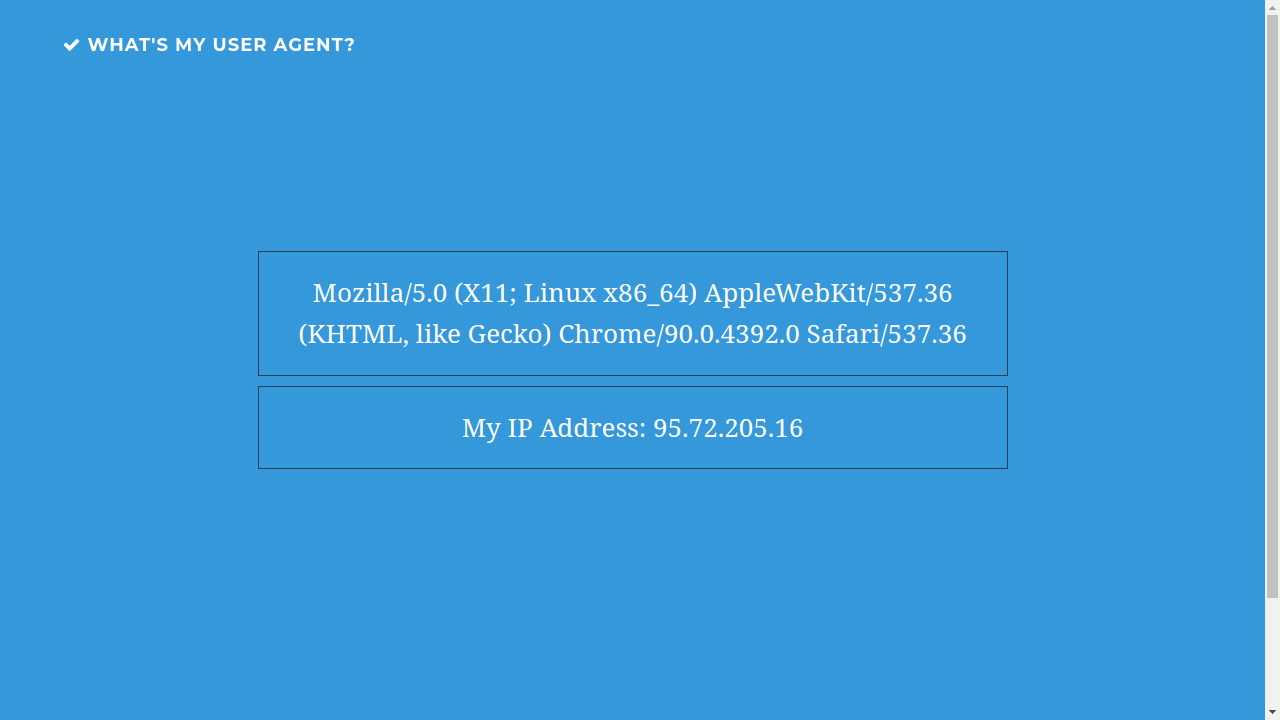 WHAT'S MY USER AGENT?
Mozilla/5.0 (X11; Linux x86_64) AppleWebKit/537.36
(KHTML, like Gecko) Chrome/90.0.4392.0 Safari/537.36
My IP Address: 95.72.205.16